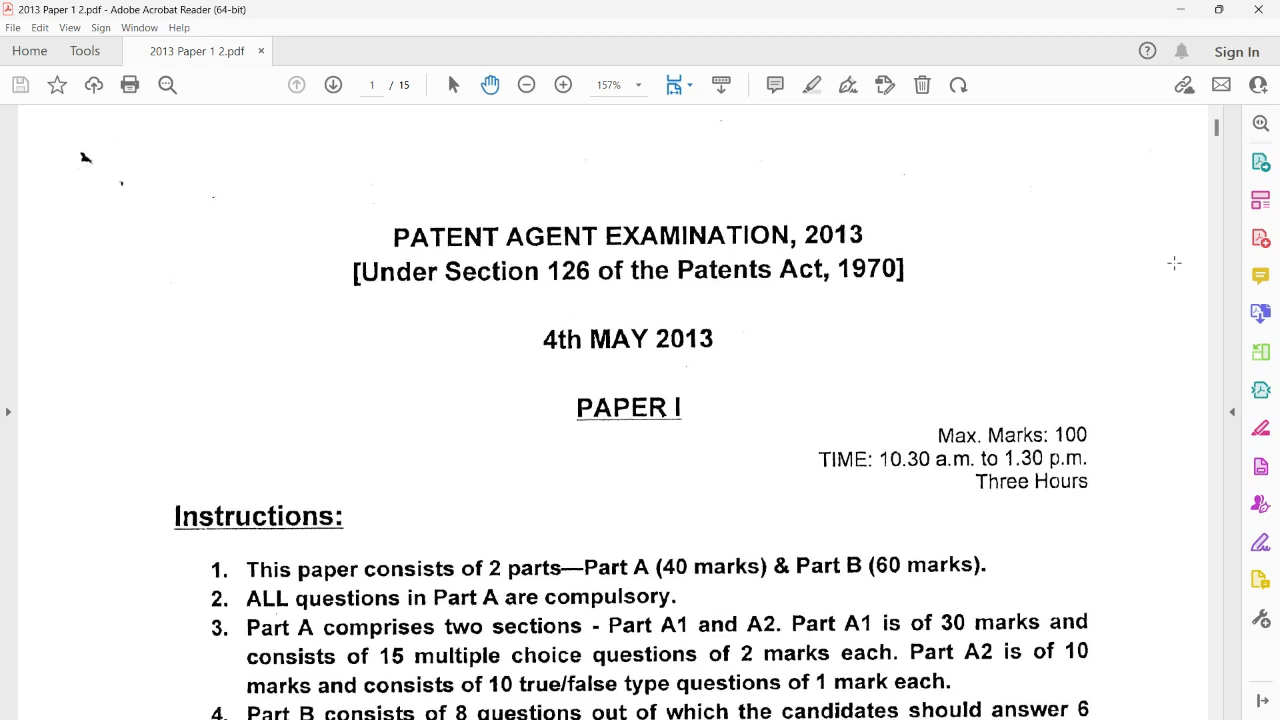 2013 Paper 1 2.pdf - Adobe Acrobat Reader (64-bit)
File Edit View Sign Window Help
Home Tools 2013 Paper 1 2.pdf × Sign In
1 / 15 157%
PATENT AGENT EXAMINATION, 2013
[Under Section 126 of the Patents Act, 1970]
4th MAY 2013
PAPER I
Max. Marks: 100
TIME: 10.30 a.m. to 1.30 p.m.
Three Hours
Instructions:
1. This paper consists of 2 parts—Part A (40 marks) & Part B (60 marks).
2. ALL questions in Part A are compulsory.
3. Part A comprises two sections - Part A1 and A2. Part A1 is of 30 marks and
consists of 15 multiple choice questions of 2 marks each. Part A2 is of 10
marks and consists of 10 true/false type questions of 1 mark each.
4. Part B consists of 8 questions out of which the candidates should answer 6